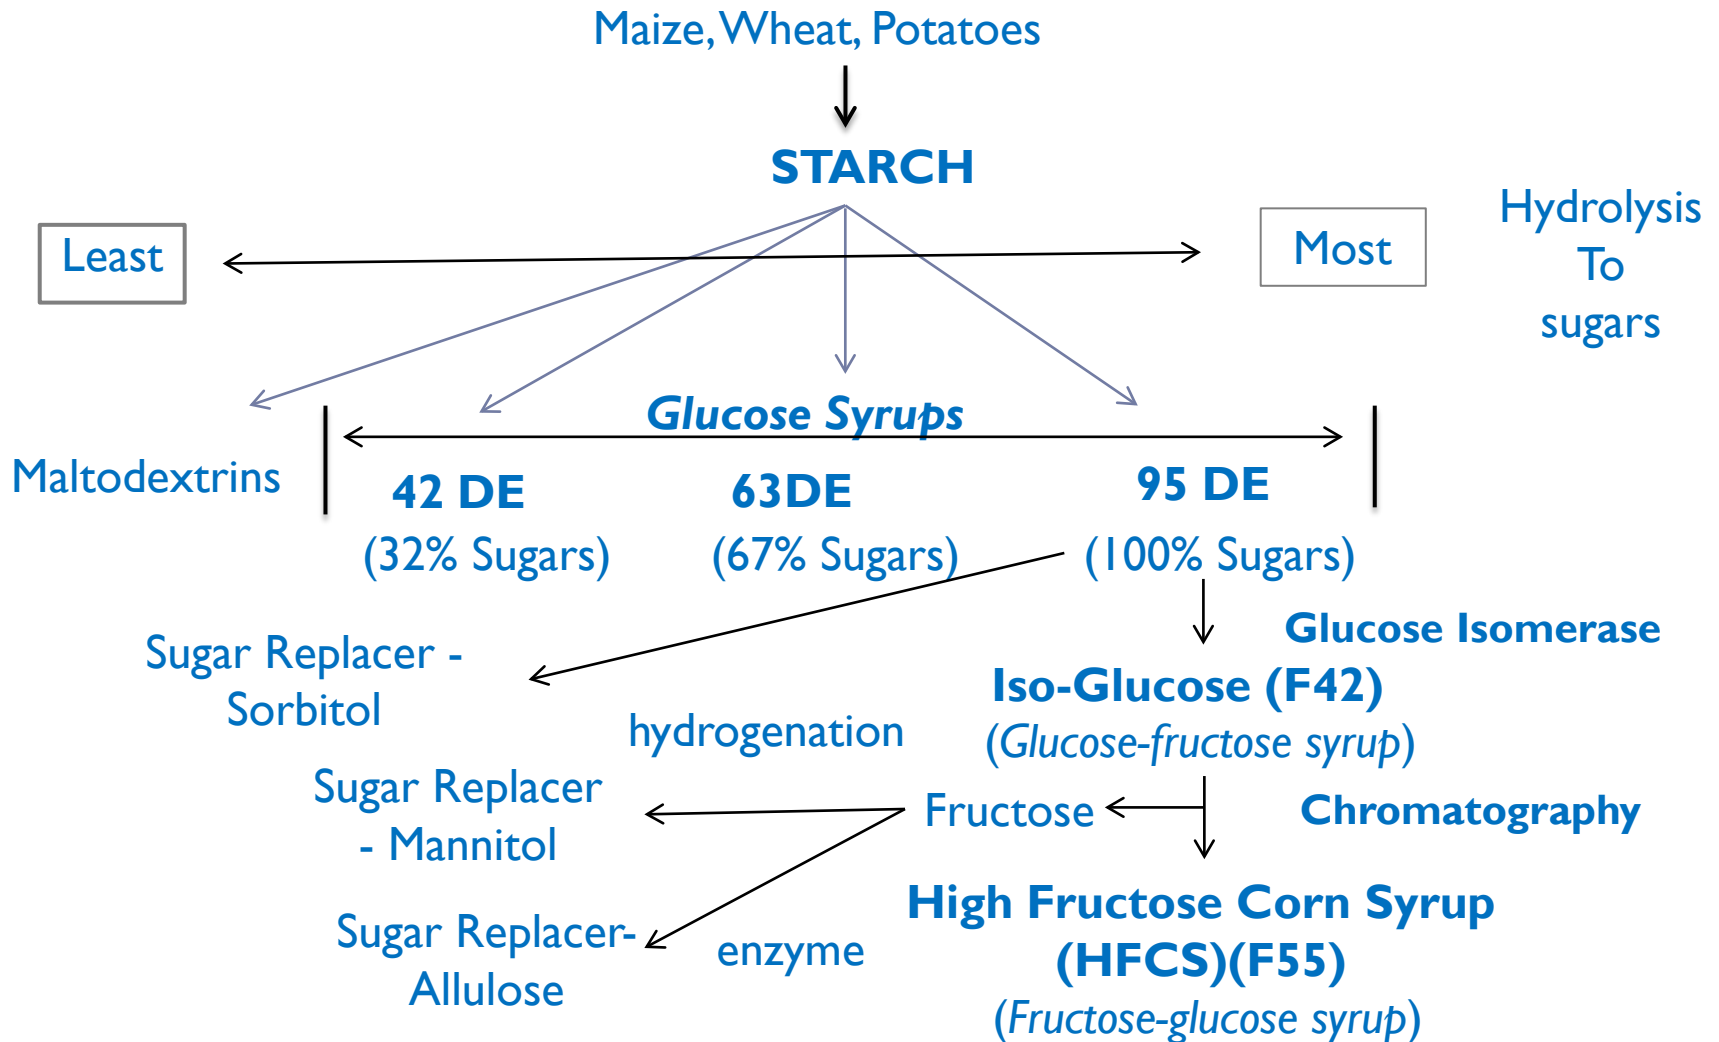 Maize, Wheat, Potatoes
STARCH
Least
Most
Hydrolysis
To
sugars
Glucose Syrups
Maltodextrins
42 DE
(32% Sugars)
63DE
(67% Sugars)
95 DE
(100% Sugars)
Glucose Isomerase
Sugar Replacer -
Sorbitol
Iso-Glucose (F42)
(Glucose-fructose syrup)
hydrogenation
Sugar Replacer
- Mannitol
Fructose
Chromatography
Sugar Replacer-
Allulose
enzyme
High Fructose Corn Syrup
(HFCS)(F55)
(Fructose-glucose syrup)